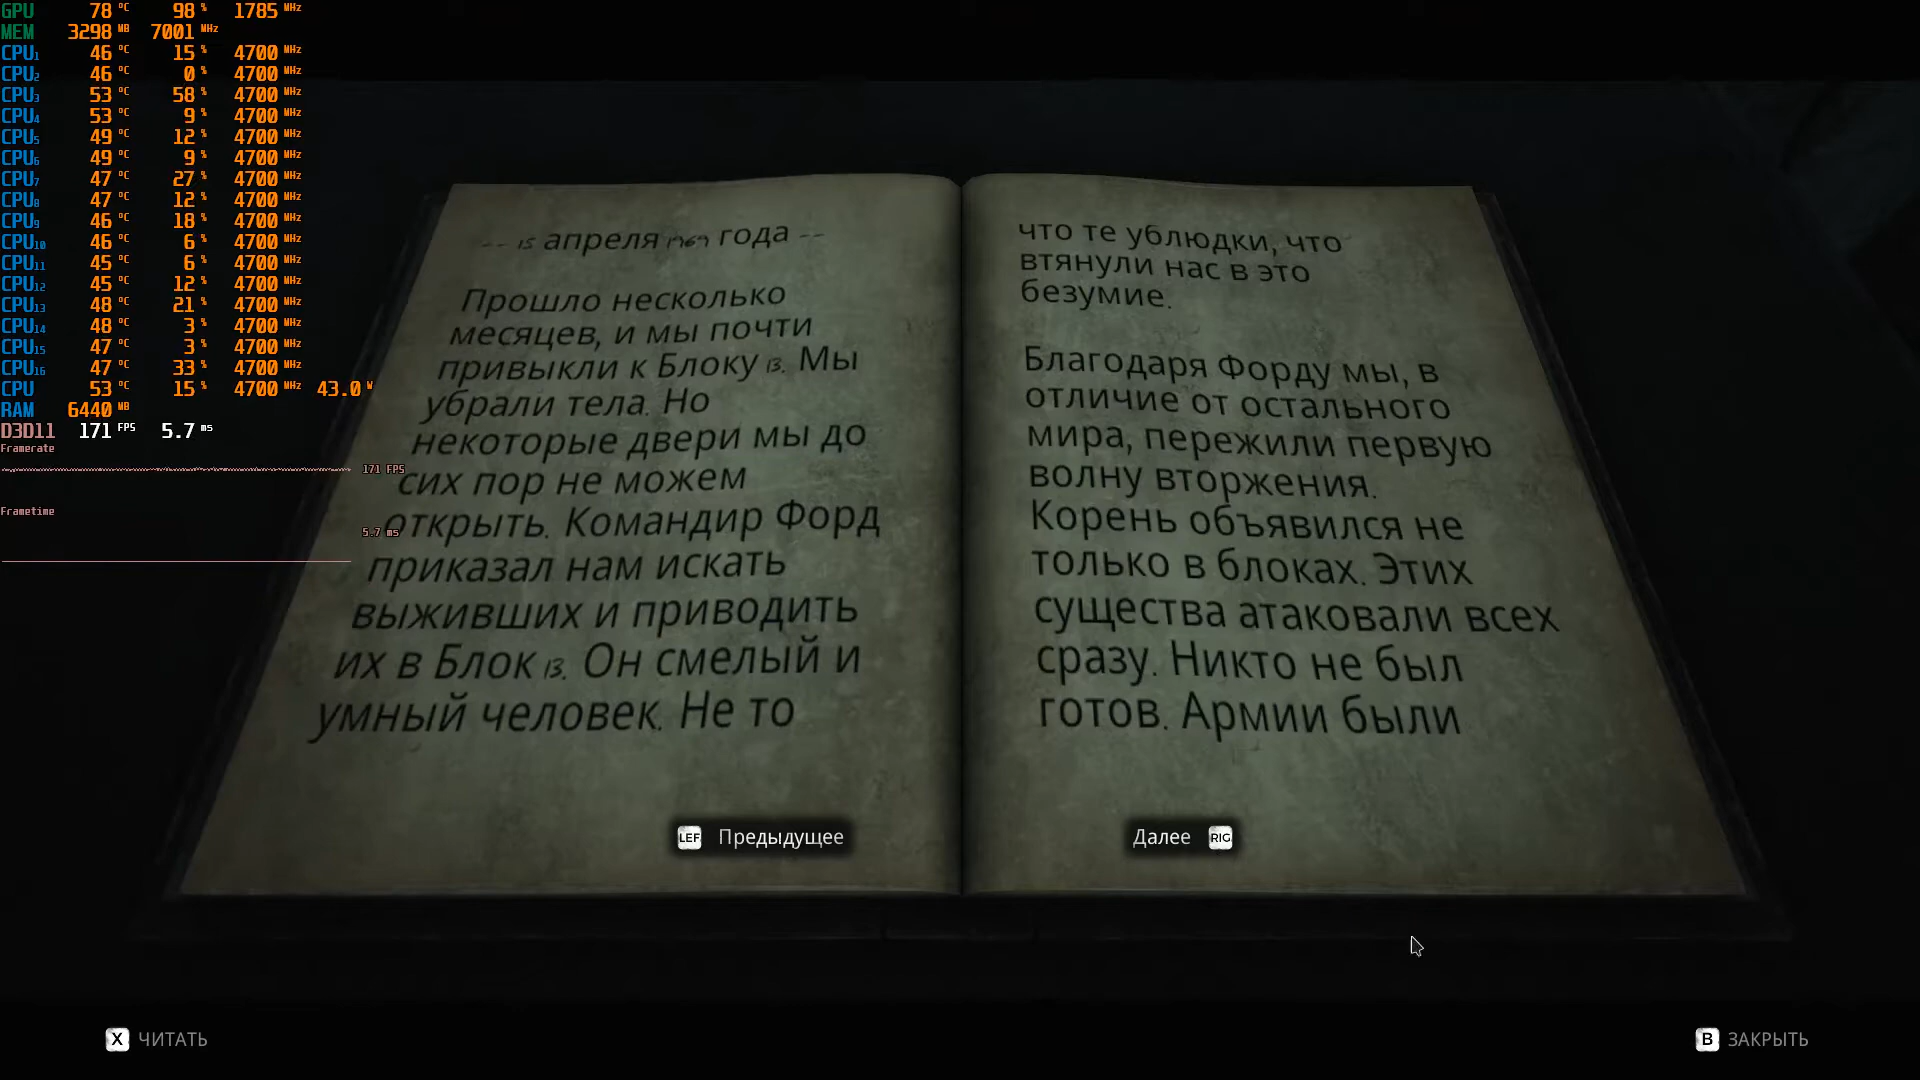 GPU 78 °C 98 % 1785 MHz
MEM 3298 MB 7001 MHz
CPU1 46 °C 15 % 4700 MHz
CPU2 46 °C 0 % 4700 MHz
CPU3 53 °C 58 % 4700 MHz
CPU4 53 °C 9 % 4700 MHz
CPU5 49 °C 12 % 4700 MHz
CPU6 49 °C 9 % 4700 MHz
CPU7 47 °C 27 % 4700 MHz
CPU8 47 °C 12 % 4700 MHz
CPU9 46 °C 18 % 4700 MHz
CPU10 46 °C 6 % 4700 MHz
CPU11 45 °C 6 % 4700 MHz
CPU12 45 °C 12 % 4700 MHz
CPU13 48 °C 21 % 4700 MHz
CPU14 48 °C 3 % 4700 MHz
CPU15 47 °C 3 % 4700 MHz
CPU16 47 °C 33 % 4700 MHz
CPU 53 °C 15 % 4700 MHz 43.0 W
RAM 6440 MB
D3D11 171 FPS 5.7 ms
Framerate
171 FPS
Frametime
5.7 ms
-- 15 апреля 1969 года --
Прошло несколько
месяцев, и мы почти
привыкли к Блоку 13. Мы
убрали тела. Но
некоторые двери мы до
сих пор не можем
открыть. Командир Форд
приказал нам искать
выживших и приводить
их в Блок 13. Он смелый и
умный человек. Не то
что те ублюдки, что
втянули нас в это
безумие.
Благодаря Форду мы, в
отличие от остального
мира, пережили первую
волну вторжения.
Корень объявился не
только в блоках. Этих
существа атаковали всех
сразу. Никто не был
готов. Армии были
LEF Предыдущее
Далее RIG
X ЧИТАТЬ
B ЗАКРЫТЬ